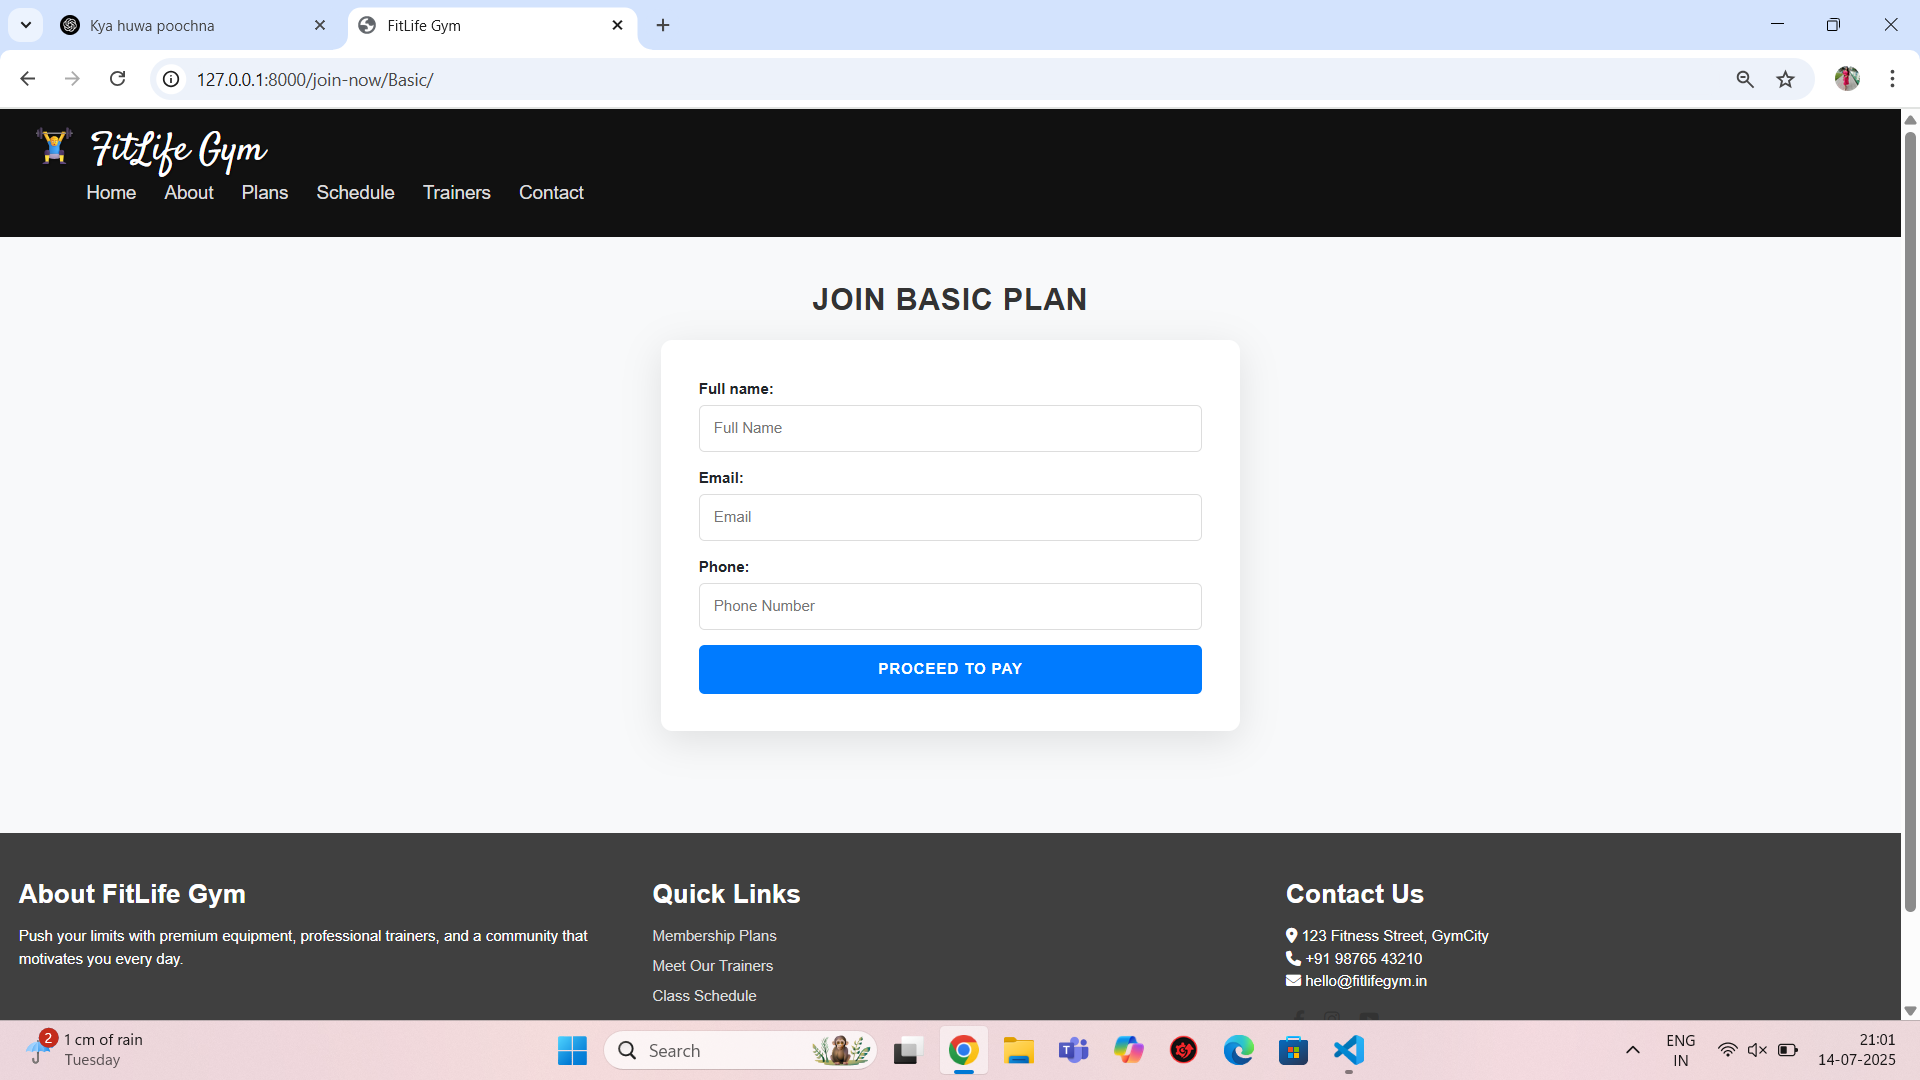 Kya huwa poochna
FitLife Gym
127.0.0.1:8000/join-now/Basic/
FitLife Gym
Home About Plans Schedule Trainers Contact
JOIN BASIC PLAN
Full name:
Full Name
Email:
Email
Phone:
Phone Number
PROCEED TO PAY
About FitLife Gym
Push your limits with premium equipment, professional trainers, and a community that
motivates you every day.
Quick Links
Membership Plans
Meet Our Trainers
Class Schedule
Contact Us
123 Fitness Street, GymCity
+91 98765 43210
hello@fitlifegym.in
2
1 cm of rain
Tuesday
Search
ENG
IN
21:01
14-07-2025